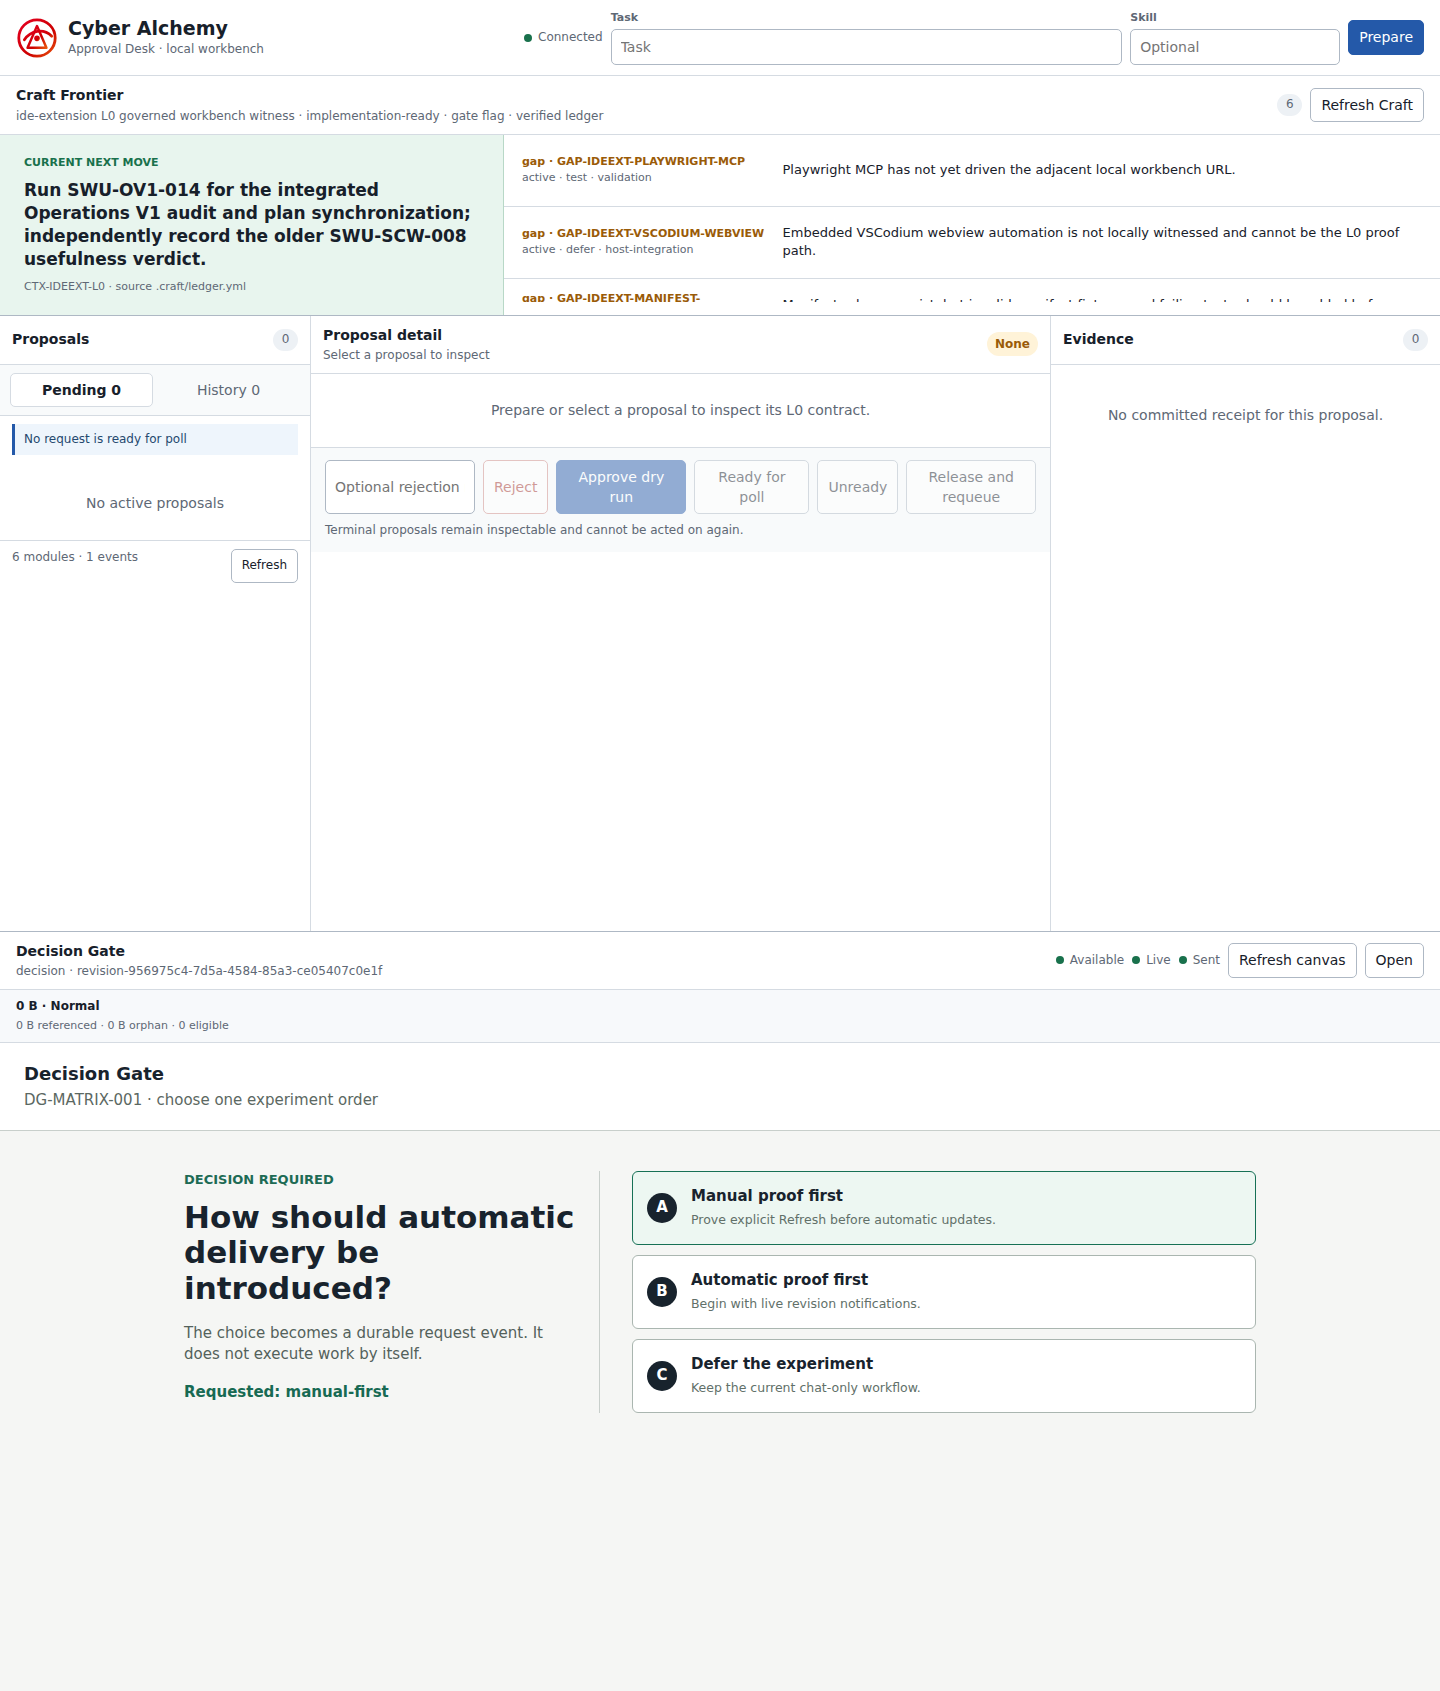 Cyber Alchemy
Approval Desk · local workbench
Connected
Task
Task
Skill
Optional
Prepare
Craft Frontier
ide-extension L0 governed workbench witness · implementation-ready · gate flag · verified ledger
6
Refresh Craft
CURRENT NEXT MOVE
Run SWU-OV1-014 for the integrated
Operations V1 audit and plan synchronization;
independently record the older SWU-SCW-008
usefulness verdict.
CTX-IDEEXT-L0 · source .craft/ledger.yml
gap · GAP-IDEEXT-PLAYWRIGHT-MCP
active · test · validation
Playwright MCP has not yet driven the adjacent local workbench URL.
gap · GAP-IDEEXT-VSCODIUM-WEBVIEW
active · defer · host-integration
Embedded VSCodium webview automation is not locally witnessed and cannot be the L0 proof
path.
gap · GAP-IDEEXT-MANIFEST-
Proposals
0
Pending 0
History 0
No request is ready for poll
No active proposals
6 modules · 1 events
Refresh
Proposal detail
Select a proposal to inspect
None
Prepare or select a proposal to inspect its L0 contract.
Optional rejection
Reject
Approve dry
run
Ready for
poll
Unready
Release and
requeue
Terminal proposals remain inspectable and cannot be acted on again.
Evidence
0
No committed receipt for this proposal.
Decision Gate
decision · revision-956975c4-7d5a-4584-85a3-ce05407c0e1f
Available
Live
Sent
Refresh canvas
Open
0 B · Normal
0 B referenced · 0 B orphan · 0 eligible
Decision Gate
DG-MATRIX-001 · choose one experiment order
DECISION REQUIRED
How should automatic
delivery be
introduced?
The choice becomes a durable request event. It
does not execute work by itself.
Requested: manual-first
A
Manual proof first
Prove explicit Refresh before automatic updates.
B
Automatic proof first
Begin with live revision notifications.
C
Defer the experiment
Keep the current chat-only workflow.